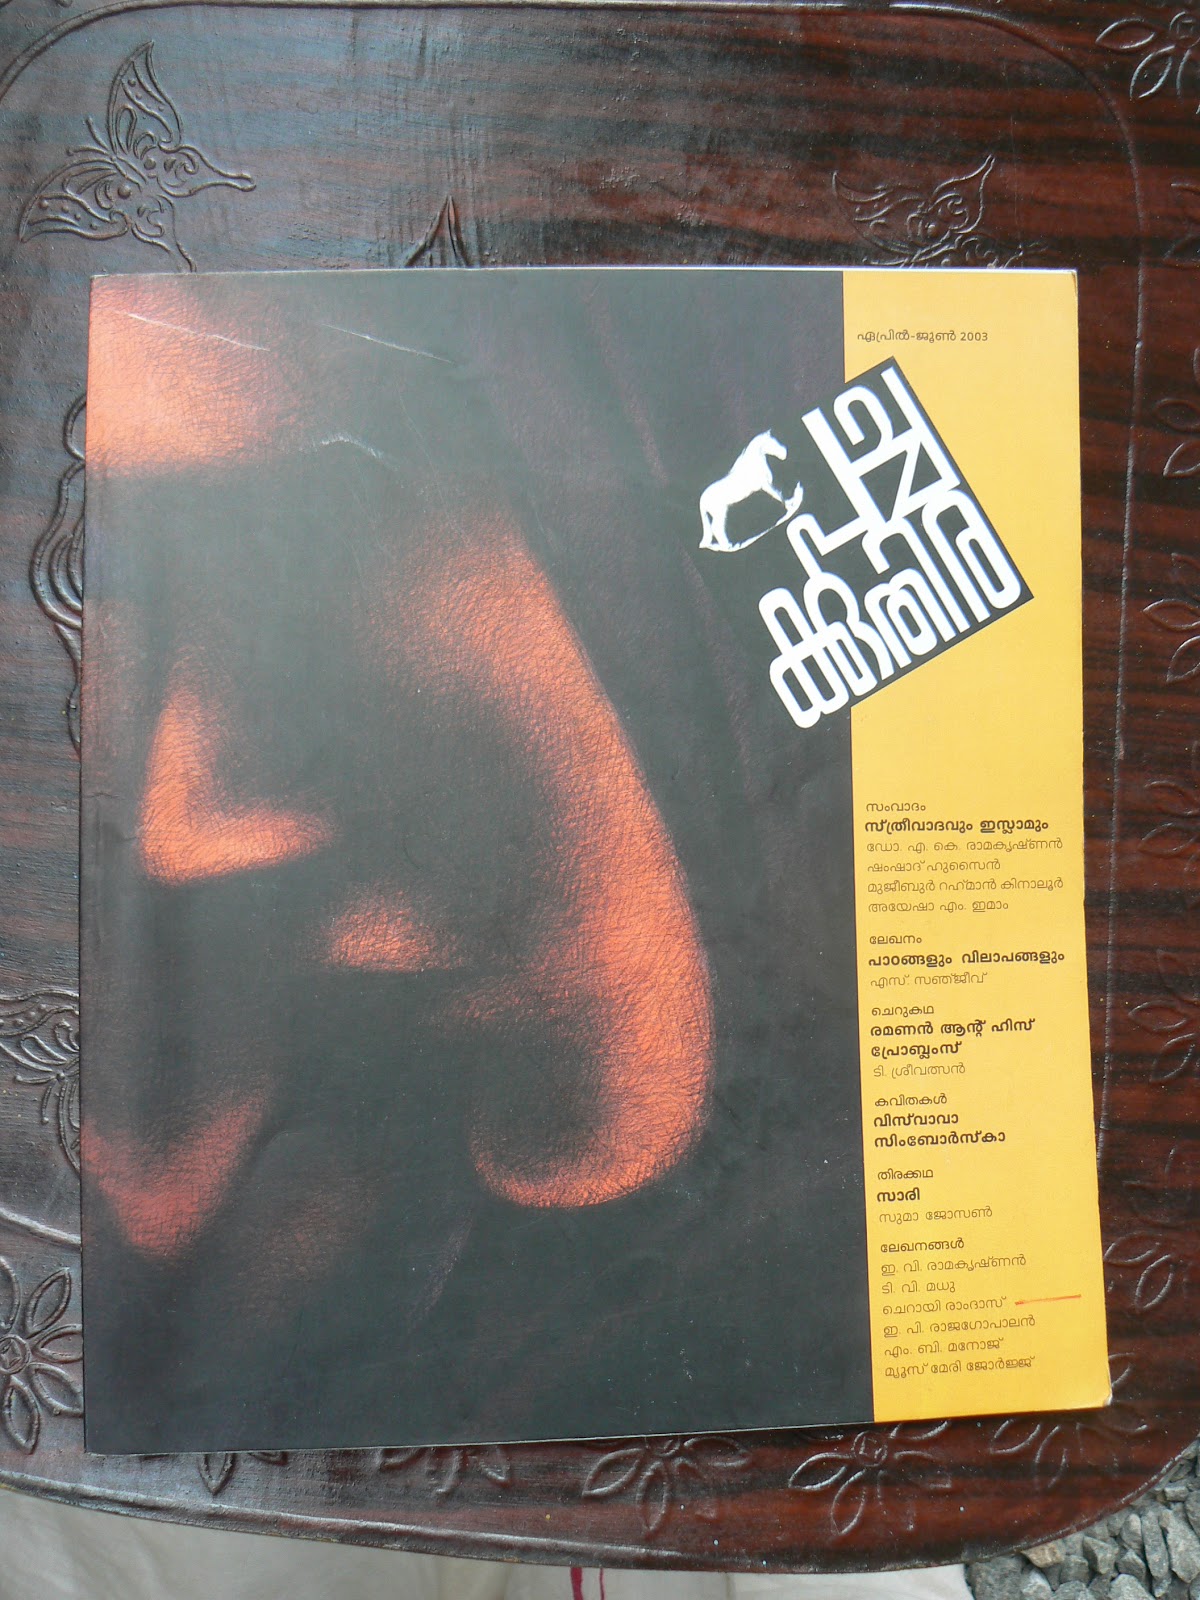 ഏപ്രിൽ-ജൂൺ 2003
പച്ച
ക്കുതിര
സംവാദം
സ്ത്രീവാദവും ഇസ്ലാമും
ഡോ. എ. കെ. രാമകൃഷ്ണൻ
ഷംഷാദ് ഹുസൈൻ
മുജീബുർ റഹ്‌മാൻ കിനാലൂർ
അയേഷാ എം. ഇമാം
ലേഖനം
പാഠങ്ങളും വിലാപങ്ങളും
എസ്. സഞ്ജീവ്
ചെറുകഥ
രമണൻ ആന്റ് ഹിസ്
പ്രോബ്ലംസ്
ടി. ശ്രീവത്സൻ
കവിതകൾ
വിസ്‌വാവാ
സിംബോർസ്കാ
തിരക്കഥ
സാരി
സുമാ ജോസൺ
ലേഖനങ്ങൾ
ഇ. വി. രാമകൃഷ്ണൻ
ടി. വി. മധു
ചെറായി രാംദാസ്
ഇ. പി. രാജഗോപാലൻ
എം. ബി. മനോജ്
മ്യൂസ് മേരി ജോർജ്ജ്